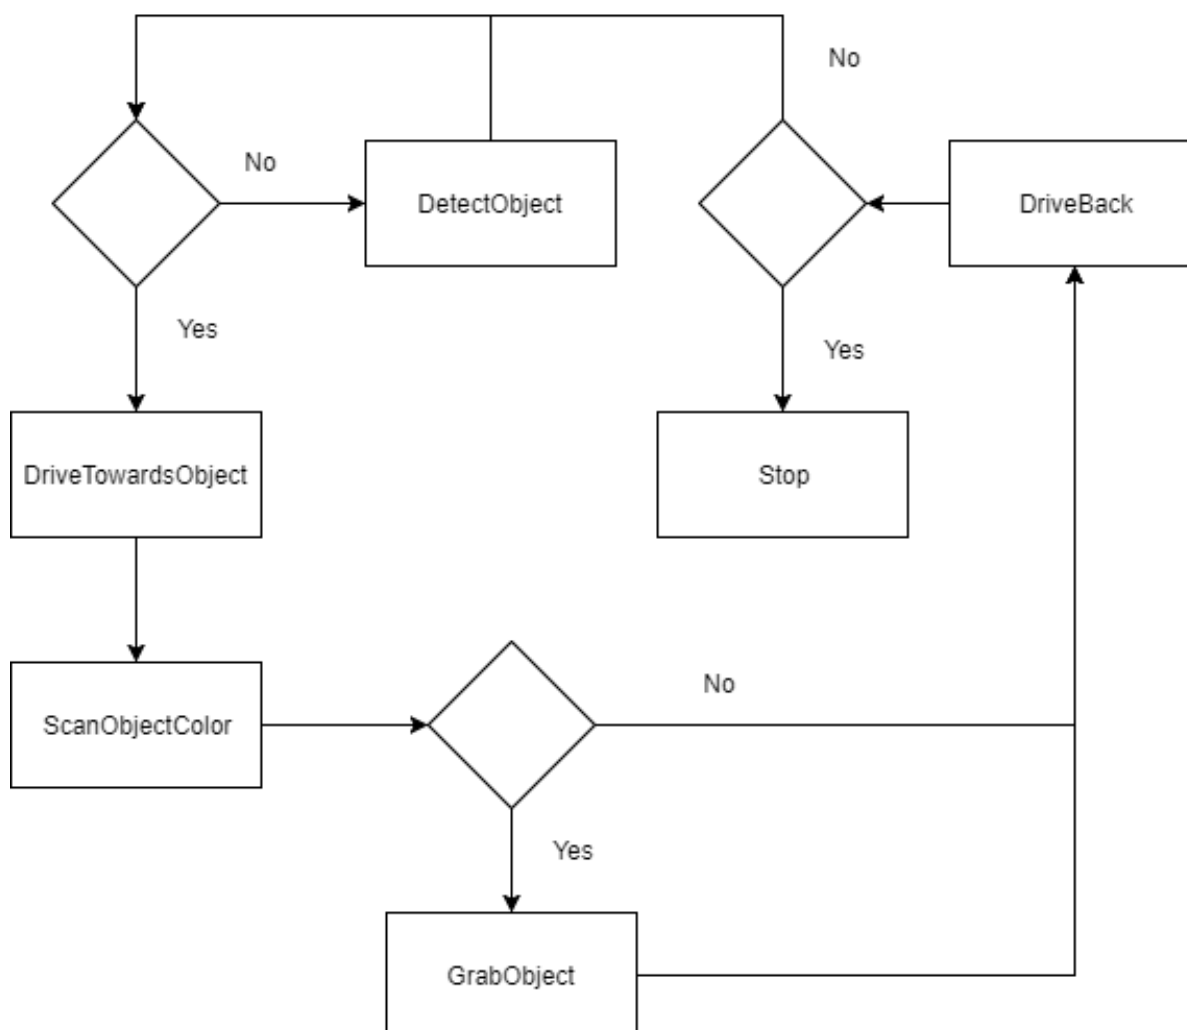 No
No
DetectObject
DriveBack
Yes
Yes
DriveTowardsObject
Stop
No
ScanObjectColor
Yes
GrabObject